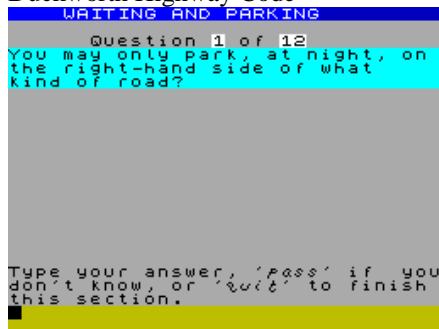 WAITING AND PARKING
Question 1 of 12
You may only park, at night, on
the right-hand side of what
kind of road?
Type your answer, 'pass' if you
don't know, or 'quit' to finish
this section.